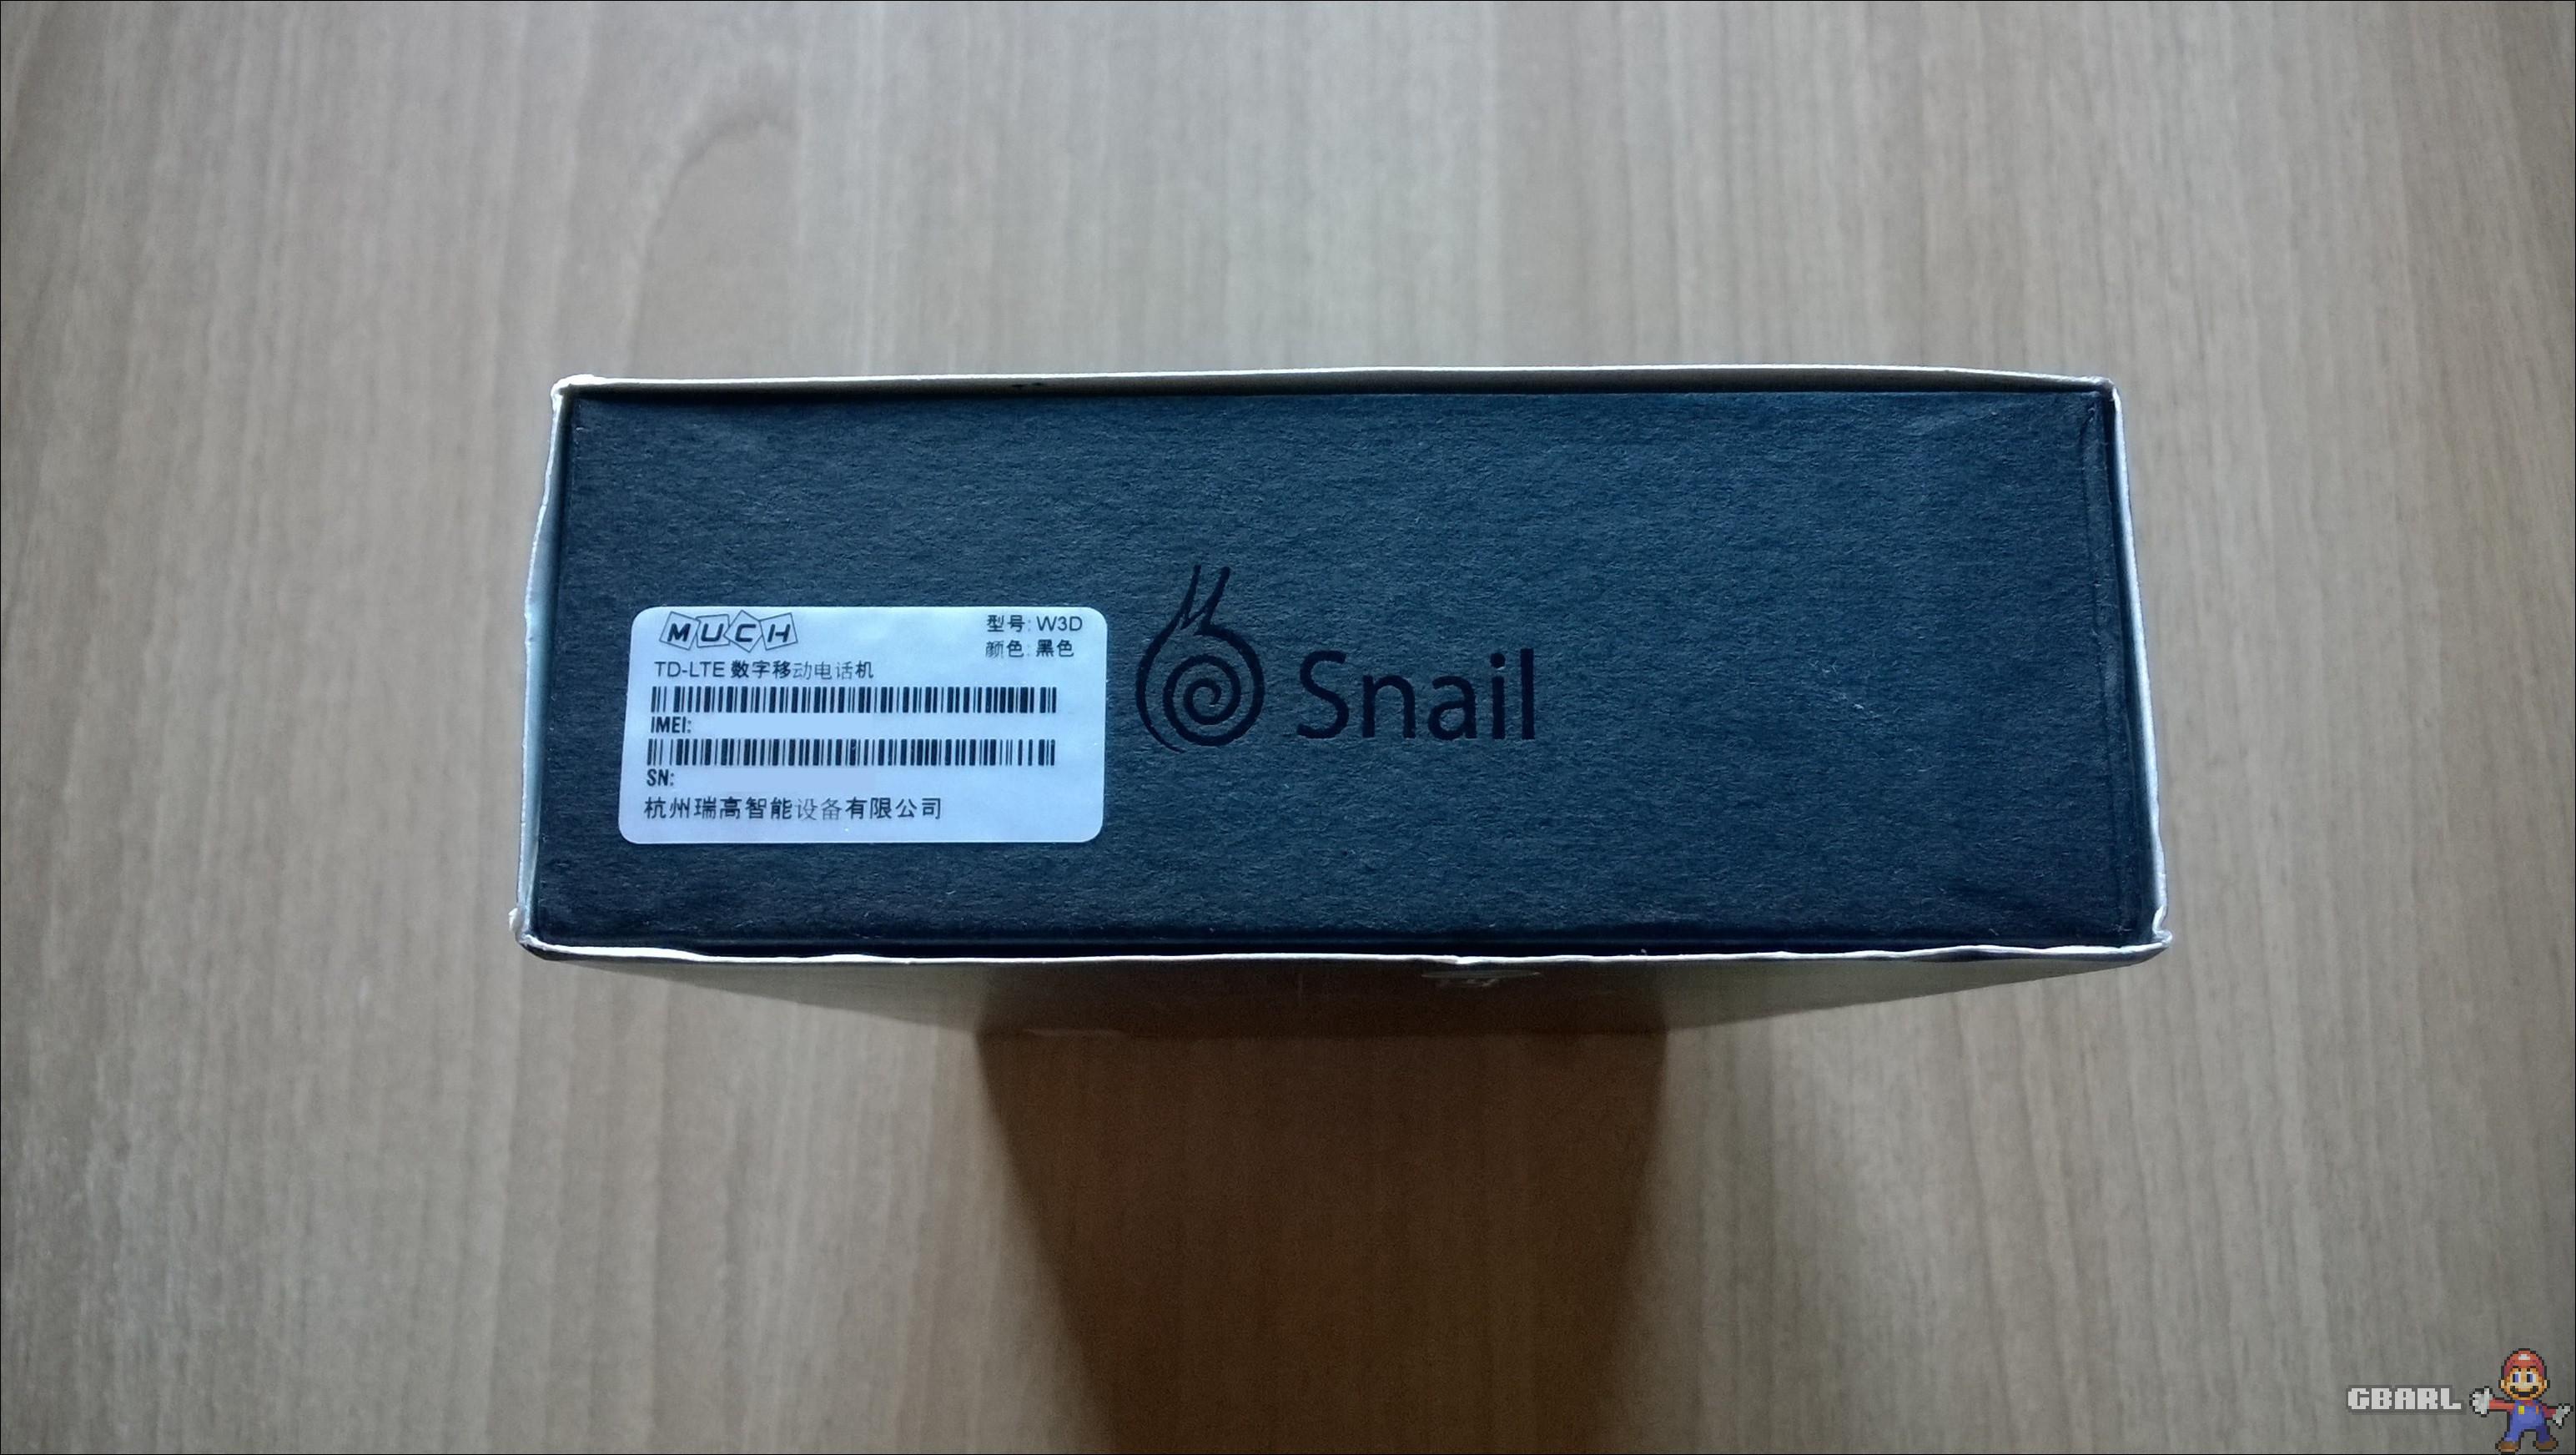 MUCH
型号: W3D
颜色: 黑色
TD-LTE 数字移动电话机
IMEI:
SN:
杭州瑞高智能设备有限公司
Snail
GBARL